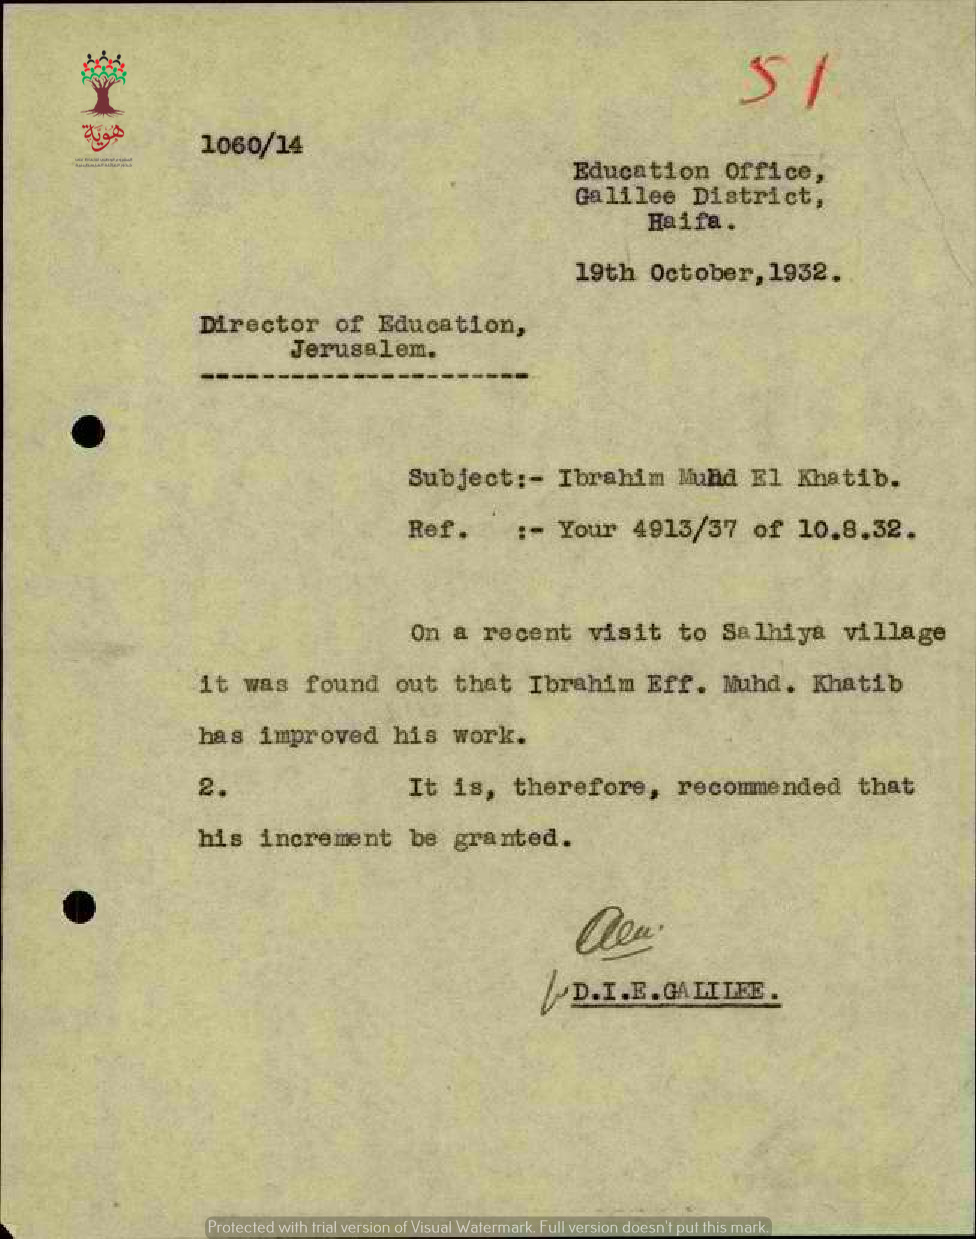 51
هوية
1060/14
Education Office,
Galilee District,
Haifa.
19th October,1932.
Director of Education,
Jerusalem.
----------------------
Subject:- Ibrahim Muhd El Khatib.
Ref. :- Your 4913/37 of 10.8.32.
On a recent visit to Salhiya village
it was found out that Ibrahim Eff. Muhd. Khatib
has improved his work.
2. It is, therefore, recommended that
his increment be granted.
D.I.E.GALILEE.
Protected with trial version of Visual Watermark. Full version doesn't put this mark.